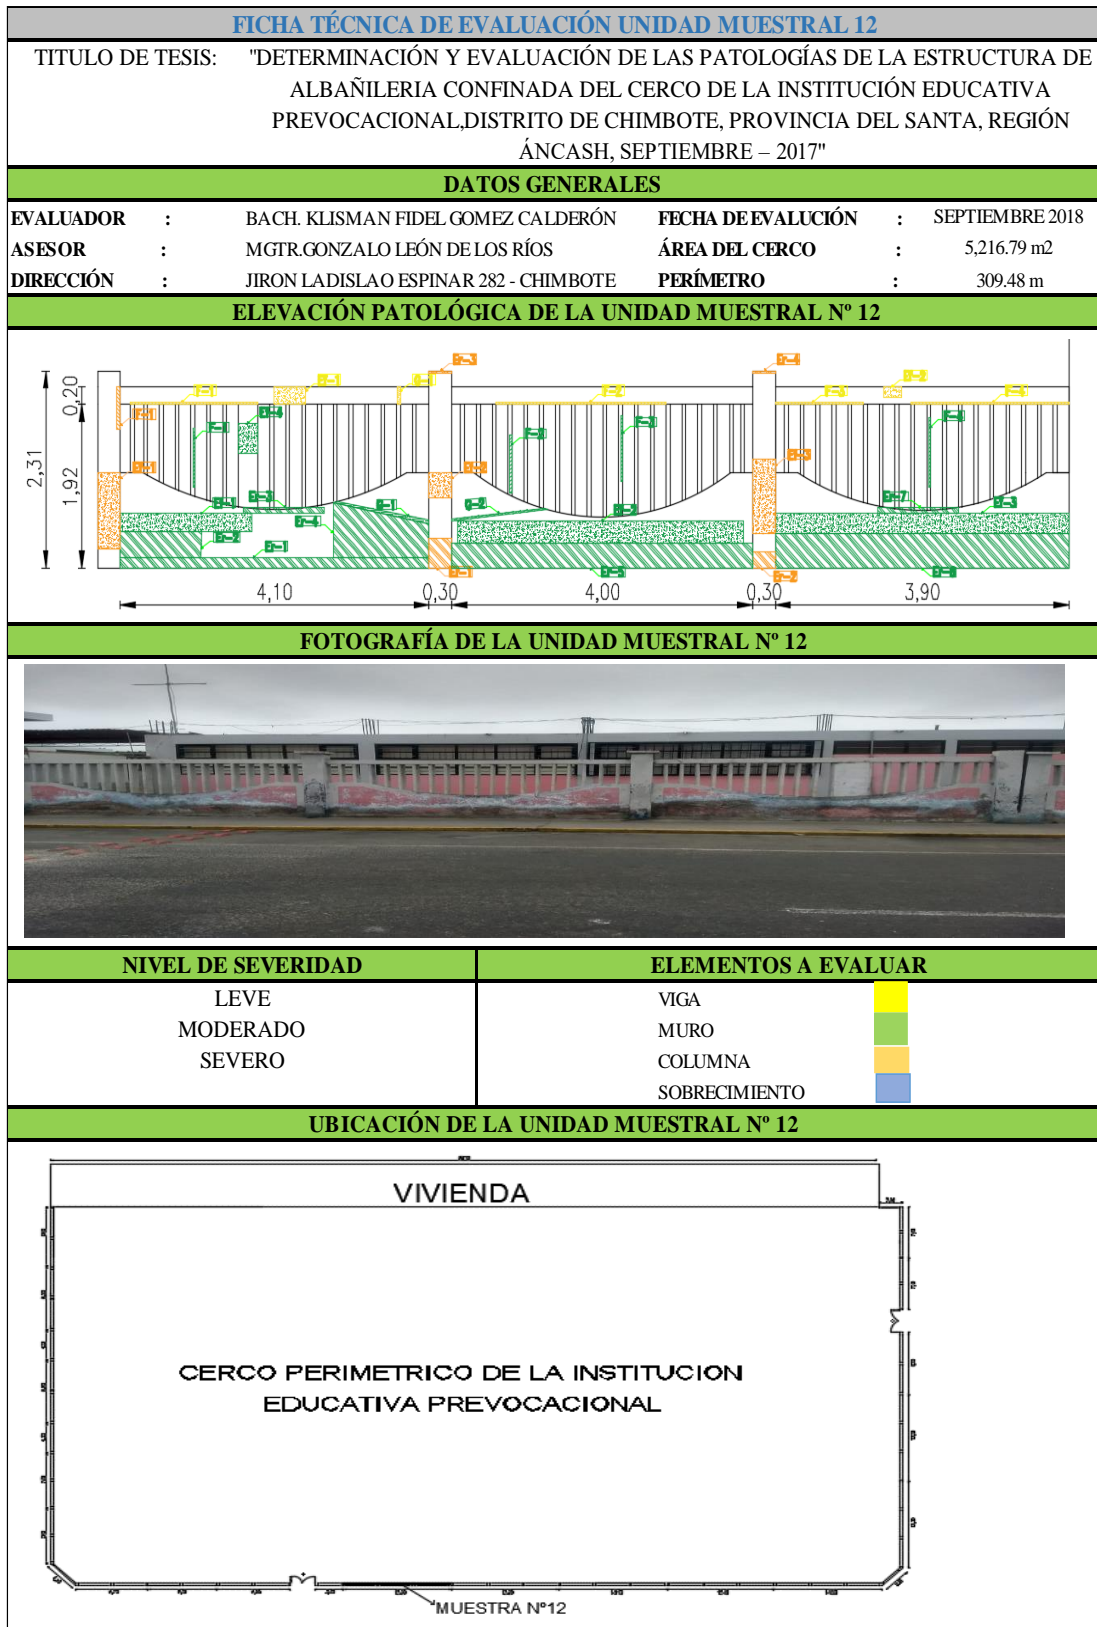 FICHA TÉCNICA DE EVALUACIÓN UNIDAD MUESTRAL 12
TITULO DE TESIS: "DETERMINACIÓN Y EVALUACIÓN DE LAS PATOLOGÍAS DE LA ESTRUCTURA DE
ALBAÑILERIA CONFINADA DEL CERCO DE LA INSTITUCIÓN EDUCATIVA
PREVOCACIONAL,DISTRITO DE CHIMBOTE, PROVINCIA DEL SANTA, REGIÓN
ÁNCASH, SEPTIEMBRE – 2017"
DATOS GENERALES
EVALUADOR : BACH. KLISMAN FIDEL GOMEZ CALDERÓN FECHA DE EVALUCIÓN : SEPTIEMBRE 2018
ASESOR : MGTR.GONZALO LEÓN DE LOS RÍOS ÁREA DEL CERCO : 5,216.79 m2
DIRECCIÓN : JIRON LADISLAO ESPINAR 282 - CHIMBOTE PERÍMETRO : 309.48 m
ELEVACIÓN PATOLÓGICA DE LA UNIDAD MUESTRAL Nº 12
2,31
0,20
1,92
4,10 0,30 4,00 0,30 3,90
FOTOGRAFÍA DE LA UNIDAD MUESTRAL Nº 12
NIVEL DE SEVERIDAD ELEMENTOS A EVALUAR
LEVE VIGA
MODERADO MURO
SEVERO COLUMNA
SOBRECIMIENTO
UBICACIÓN DE LA UNIDAD MUESTRAL Nº 12
VIVIENDA
CERCO PERIMETRICO DE LA INSTITUCION
EDUCATIVA PREVOCACIONAL
MUESTRA Nº12